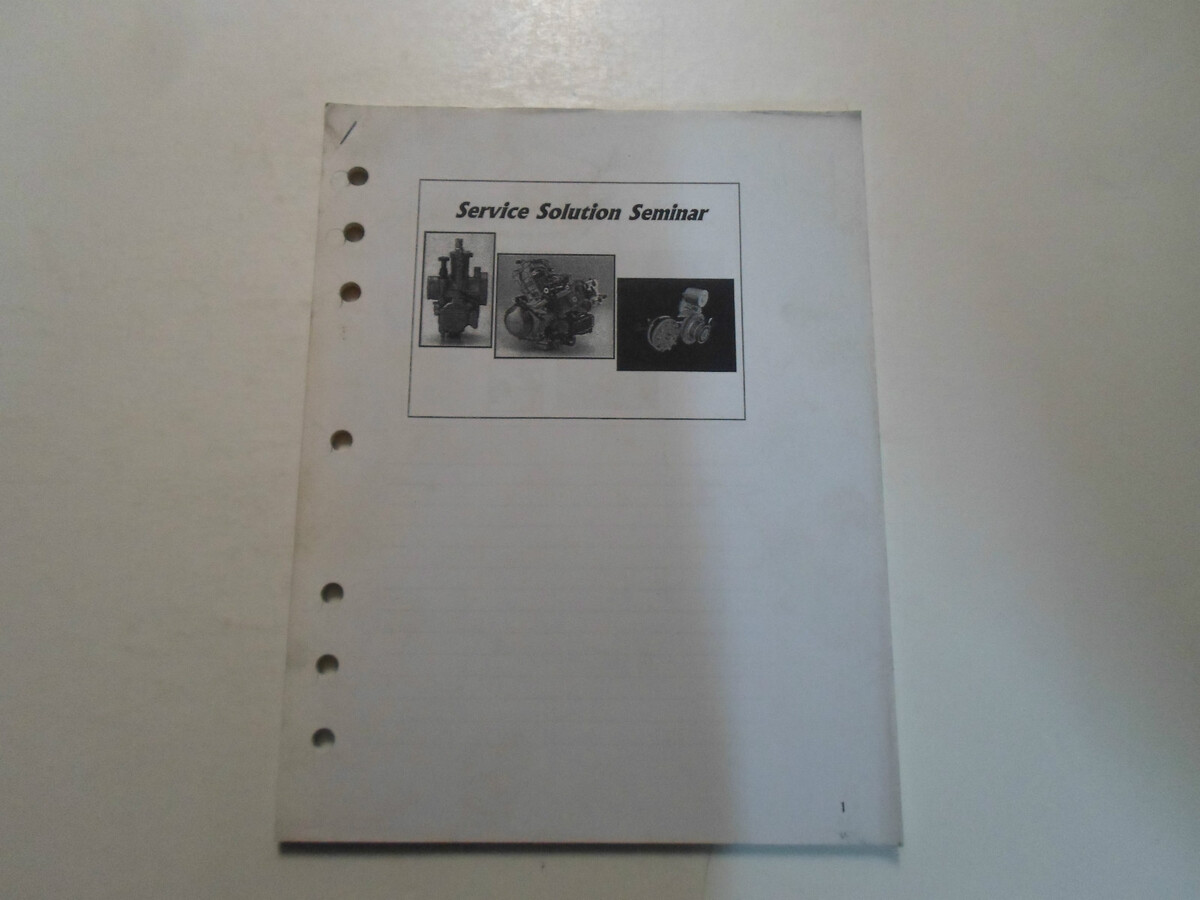 Service Solution Seminar
1